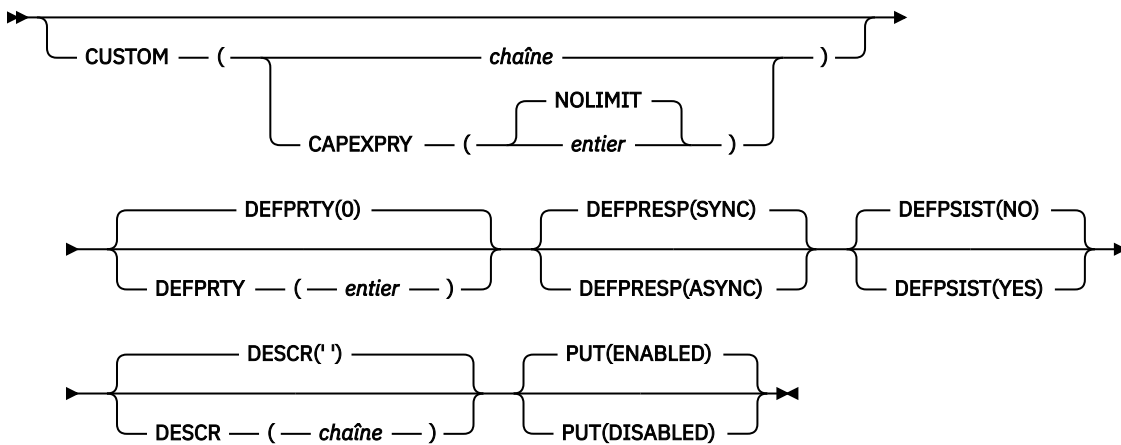 CUSTOM ( chaîne )
NOLIMIT
CAPEXPRY ( entier )
DEFPRTY(0) DEFPRESP(SYNC) DEFPSIST(NO)
DEFPRTY ( entier ) DEFPRESP(ASYNC) DEFPSIST(YES)
DESCR(' ') PUT(ENABLED)
DESCR ( chaîne ) PUT(DISABLED)